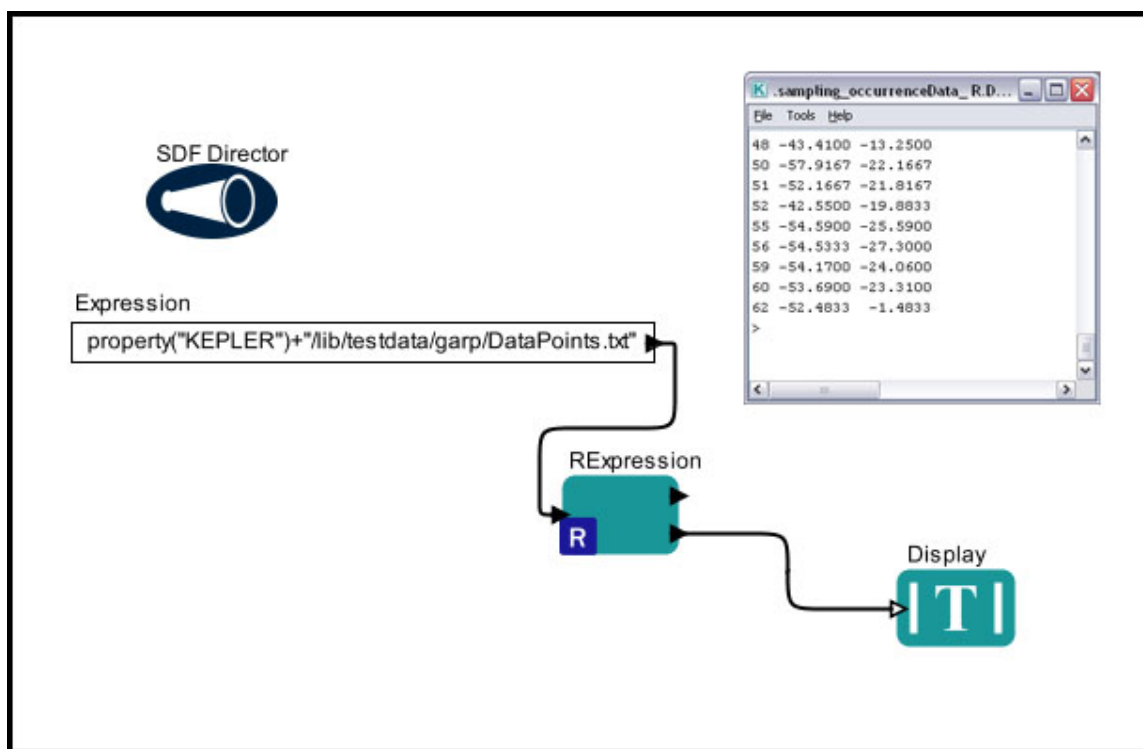 SDF Director
Expression
property("KEPLER")+"/lib/testdata/garp/DataPoints.txt"
RExpression
R
Display
T
K .sampling_occurrenceData_ R.D...
File Tools Help
48 -43.4100 -13.2500
50 -57.9167 -22.1667
51 -52.1667 -21.8167
52 -42.5500 -19.8833
55 -54.5900 -25.5900
56 -54.5333 -27.3000
59 -54.1700 -24.0600
60 -53.6900 -23.3100
62 -52.4833 -1.4833
>